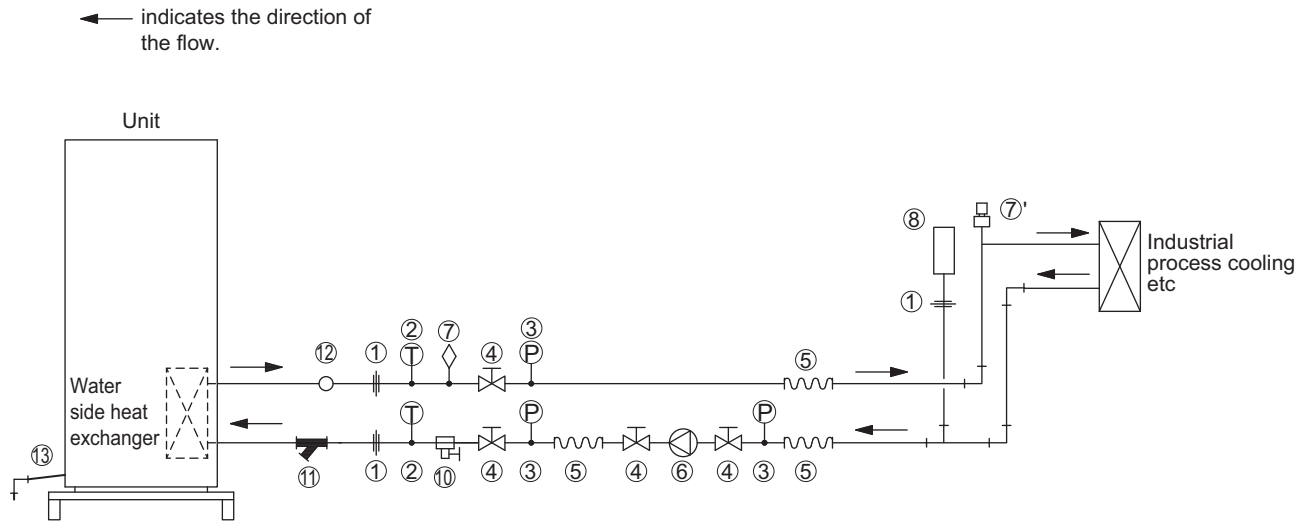 indicates the direction of
the flow.
Unit
⑧
⑦'
Industrial
process cooling
etc
①
② ⑦ ③
⑫ ① T ④ P ⑤
Water
side heat
exchanger
T P P
⑬
⑪ ① ② ⑩ ④ ③ ⑤ ④ ⑥ ④ ③ ⑤